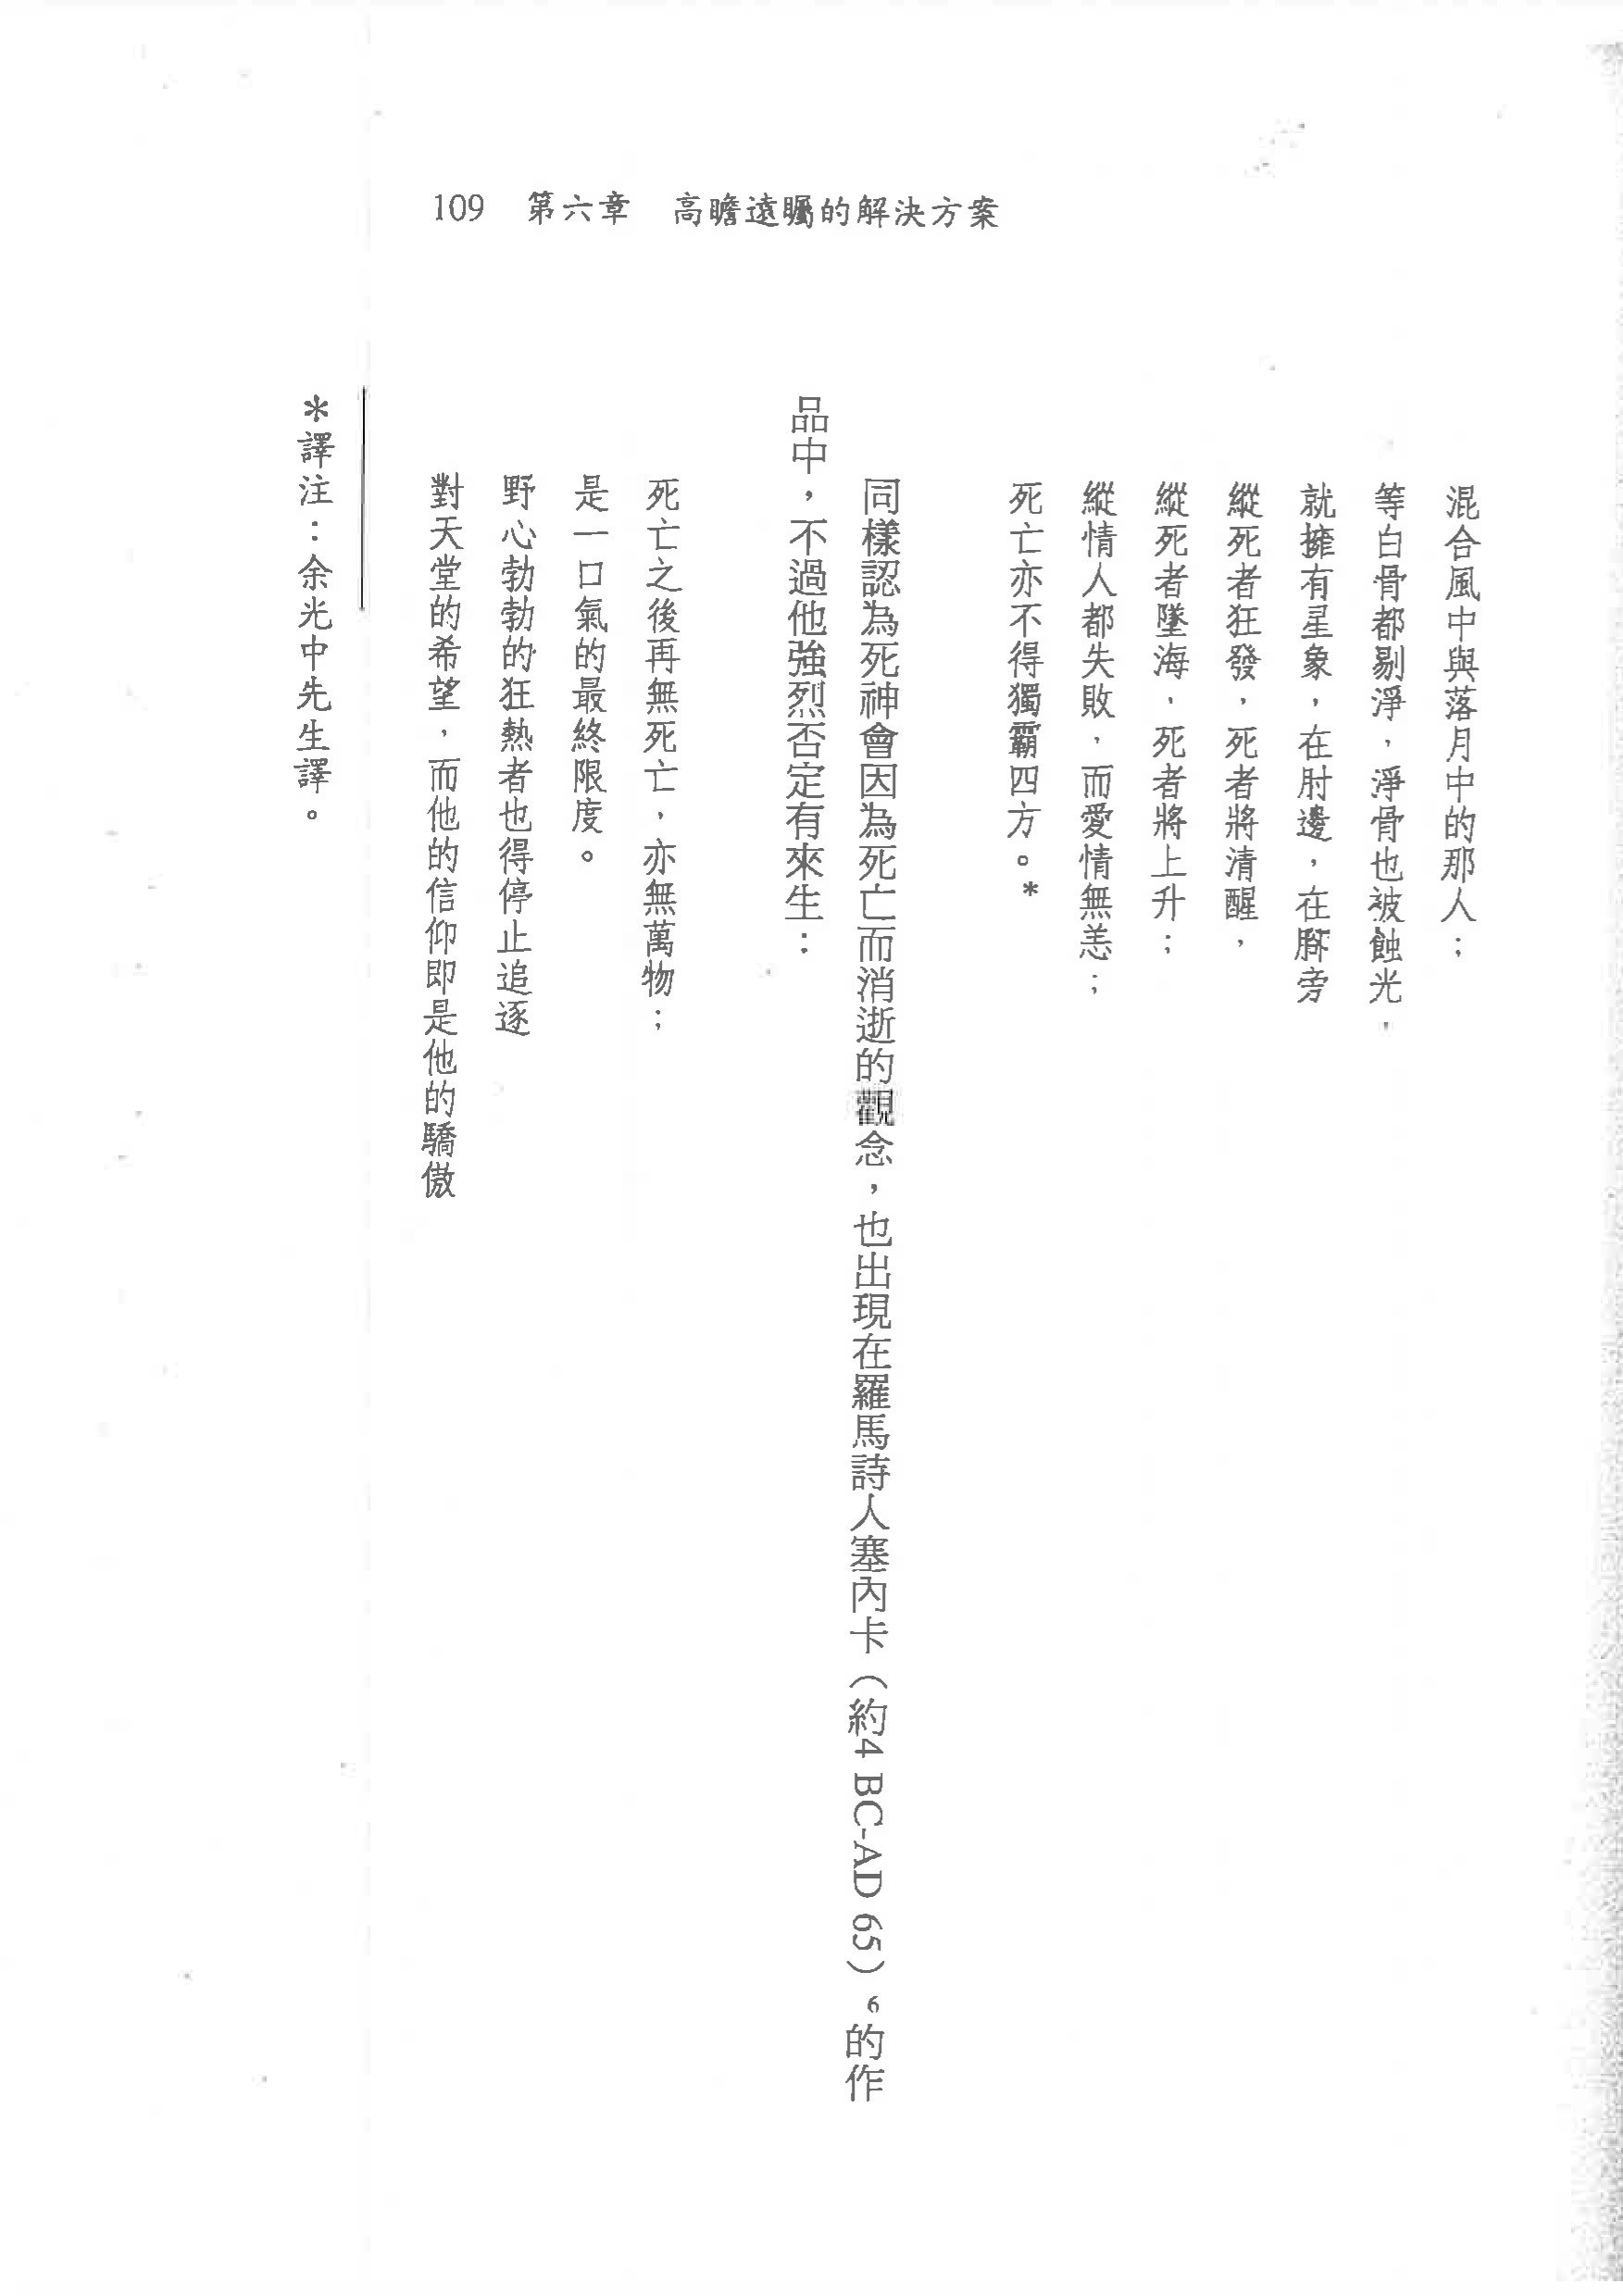 109 第六章 高瞻遠矚的解決方案
混合風中與落月中的那人；
等白骨都剔淨，淨骨也被蝕光，
就擁有星象，在肘邊，在腳旁
縱死者狂發，死者將清醒，
縱死者墜海，死者將上升；
縱情人都失敗，而愛情無恙；
死亡亦不得獨霸四方。*
同樣認為死神會因為死亡而消逝的觀念，也出現在羅馬詩人塞內卡（約4 BC-AD 65）6的作
品中，不過他強烈否定有來生：
死亡之後再無死亡，亦無萬物；
是一口氣的最終限度。
野心勃勃的狂熱者也得停止追逐
對天堂的希望，而他的信仰即是他的驕傲
＊譯注：余光中先生譯。